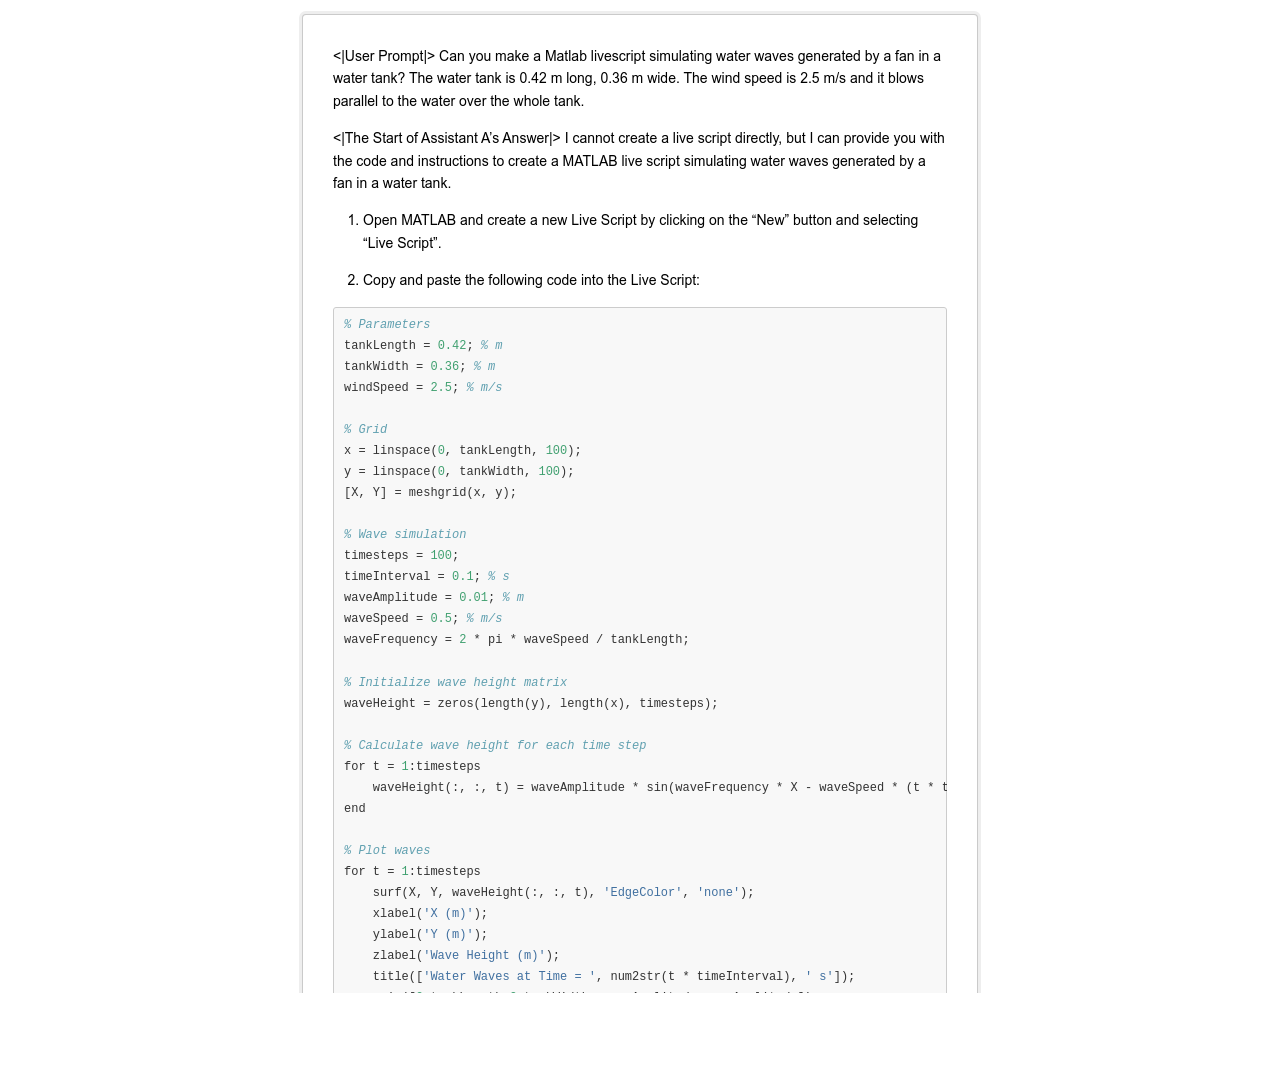 <|User Prompt|> Can you make a Matlab livescript simulating water waves generated by a fan in a
water tank? The water tank is 0.42 m long, 0.36 m wide. The wind speed is 2.5 m/s and it blows
parallel to the water over the whole tank.
<|The Start of Assistant A’s Answer|> I cannot create a live script directly, but I can provide you with
the code and instructions to create a MATLAB live script simulating water waves generated by a
fan in a water tank.
1. Open MATLAB and create a new Live Script by clicking on the “New” button and selecting
“Live Script”.
2. Copy and paste the following code into the Live Script:
% Parameters
tankLength = 0.42; % m
tankWidth = 0.36; % m
windSpeed = 2.5; % m/s
% Grid
x = linspace(0, tankLength, 100);
y = linspace(0, tankWidth, 100);
[X, Y] = meshgrid(x, y);
% Wave simulation
timesteps = 100;
timeInterval = 0.1; % s
waveAmplitude = 0.01; % m
waveSpeed = 0.5; % m/s
waveFrequency = 2 * pi * waveSpeed / tankLength;
% Initialize wave height matrix
waveHeight = zeros(length(y), length(x), timesteps);
% Calculate wave height for each time step
for t = 1:timesteps
    waveHeight(:, :, t) = waveAmplitude * sin(waveFrequency * X - waveSpeed * (t * t
end
% Plot waves
for t = 1:timesteps
    surf(X, Y, waveHeight(:, :, t), 'EdgeColor', 'none');
    xlabel('X (m)');
    ylabel('Y (m)');
    zlabel('Wave Height (m)');
    title(['Water Waves at Time = ', num2str(t * timeInterval), ' s']);